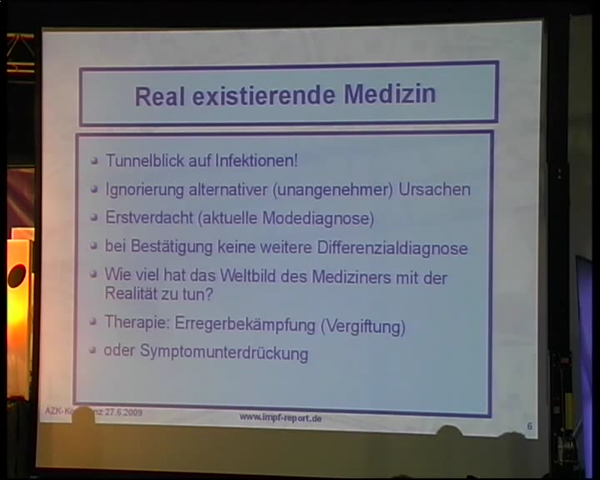 Real existierende Medizin
Tunnelblick auf Infektionen!
Ignorierung alternativer (unangenehmer) Ursachen
Erstverdacht (aktuelle Modediagnose)
bei Bestätigung keine weitere Differenzialdiagnose
Wie viel hat das Weltbild des Mediziners mit der
Realität zu tun?
Therapie: Erregerbekämpfung (Vergiftung)
oder Symptomunterdrückung
27.6.2009
www.impf-report.de
6